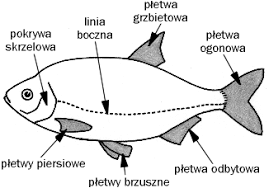 płetwa
grzbietowa
linia
boczna
płetwa
ogonowa
pokrywa
skrzelowa
płetwy piersiowe
płetwa odbytowa
płetwy brzuszne